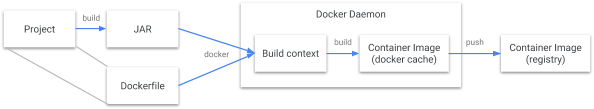 Docker Daemon
Project
build
JAR
docker
Build context
build
Container Image
(docker cache)
push
Container Image
(registry)
Dockerfile